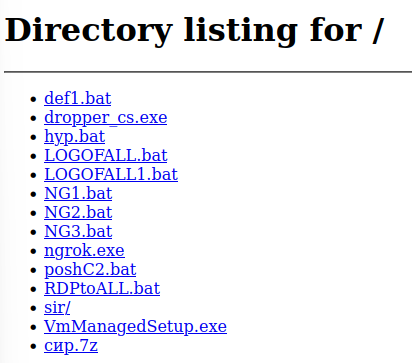 Directory listing for /
def1.bat
dropper_cs.exe
hyp.bat
LOGOFALL.bat
LOGOFALL1.bat
NG1.bat
NG2.bat
NG3.bat
ngrok.exe
poshC2.bat
RDPtoALL.bat
sir/
VmManagedSetup.exe
сир.7z